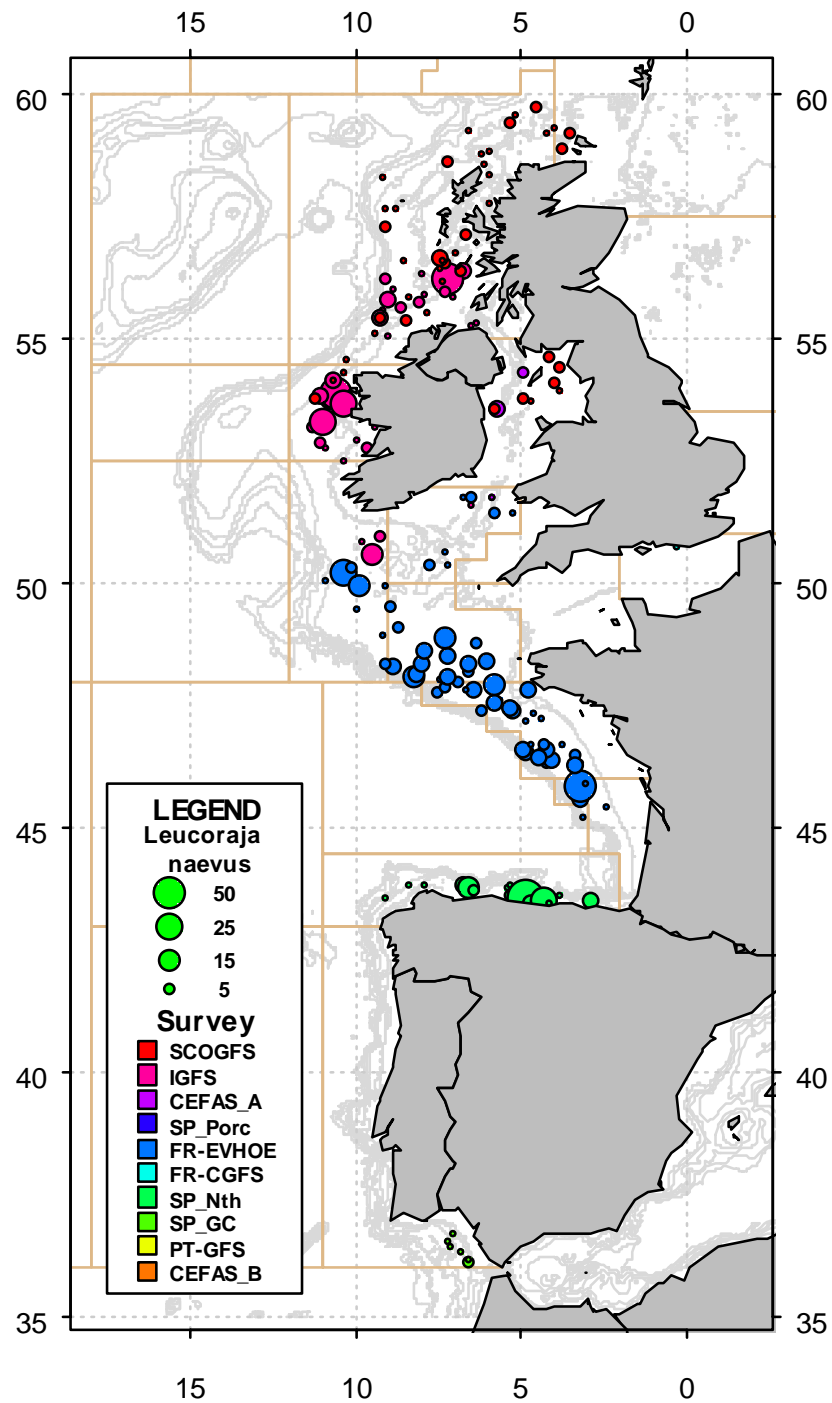 15 10 5 0
60 60
55 55
50 50
45 45
LEGEND
Leucoraja
naevus
50
25
15
5
Survey
SCOGFS
IGFS
CEFAS_A
SP_Porc
FR-EVHOE
FR-CGFS
SP_Nth
SP_GC
PT-GFS
CEFAS_B
40 40
35 35
15 10 5 0